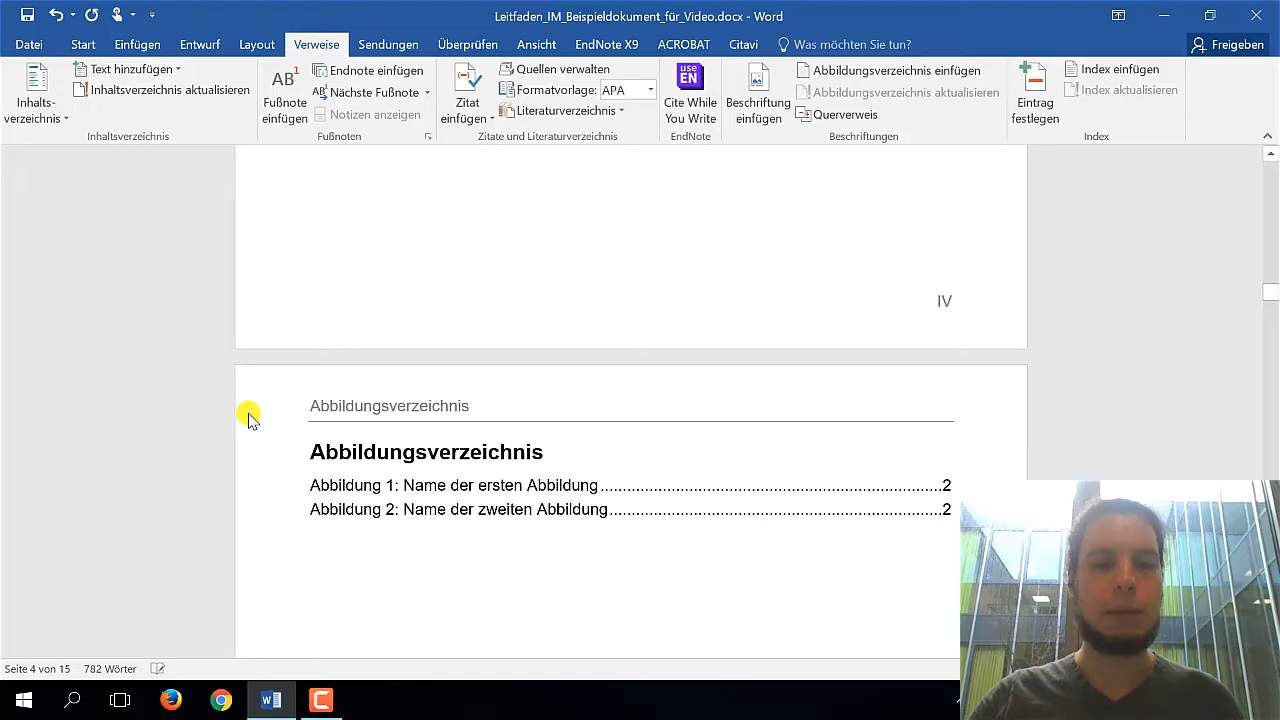 Leitfaden_IM_Beispieldokument_für_Video.docx - Word
Datei Start Einfügen Entwurf Layout Verweise Sendungen Überprüfen Ansicht EndNote X9 ACROBAT Citavi Was möchten Sie tun? Freigeben
Inhalts-
verzeichnis
Text hinzufügen
Inhaltsverzeichnis aktualisieren
Inhaltsverzeichnis
AB1
Fußnote
einfügen
Endnote einfügen
AB1
Nächste Fußnote
Notizen anzeigen
Fußnoten
Zitat
einfügen
Quellen verwalten
Formatvorlage: APA
Literaturverzeichnis
Zitate und Literaturverzeichnis
use
EN
Cite While
You Write
EndNote
Beschriftung
einfügen
Abbildungsverzeichnis einfügen
Abbildungsverzeichnis aktualisieren
Querverweis
Beschriftungen
Eintrag
festlegen
Index einfügen
Index aktualisieren
Index
IV
Abbildungsverzeichnis
Abbildungsverzeichnis
Abbildung 1: Name der ersten Abbildung..........................................................................2
Abbildung 2: Name der zweiten Abbildung........................................................................2
Seite 4 von 15 782 Wörter